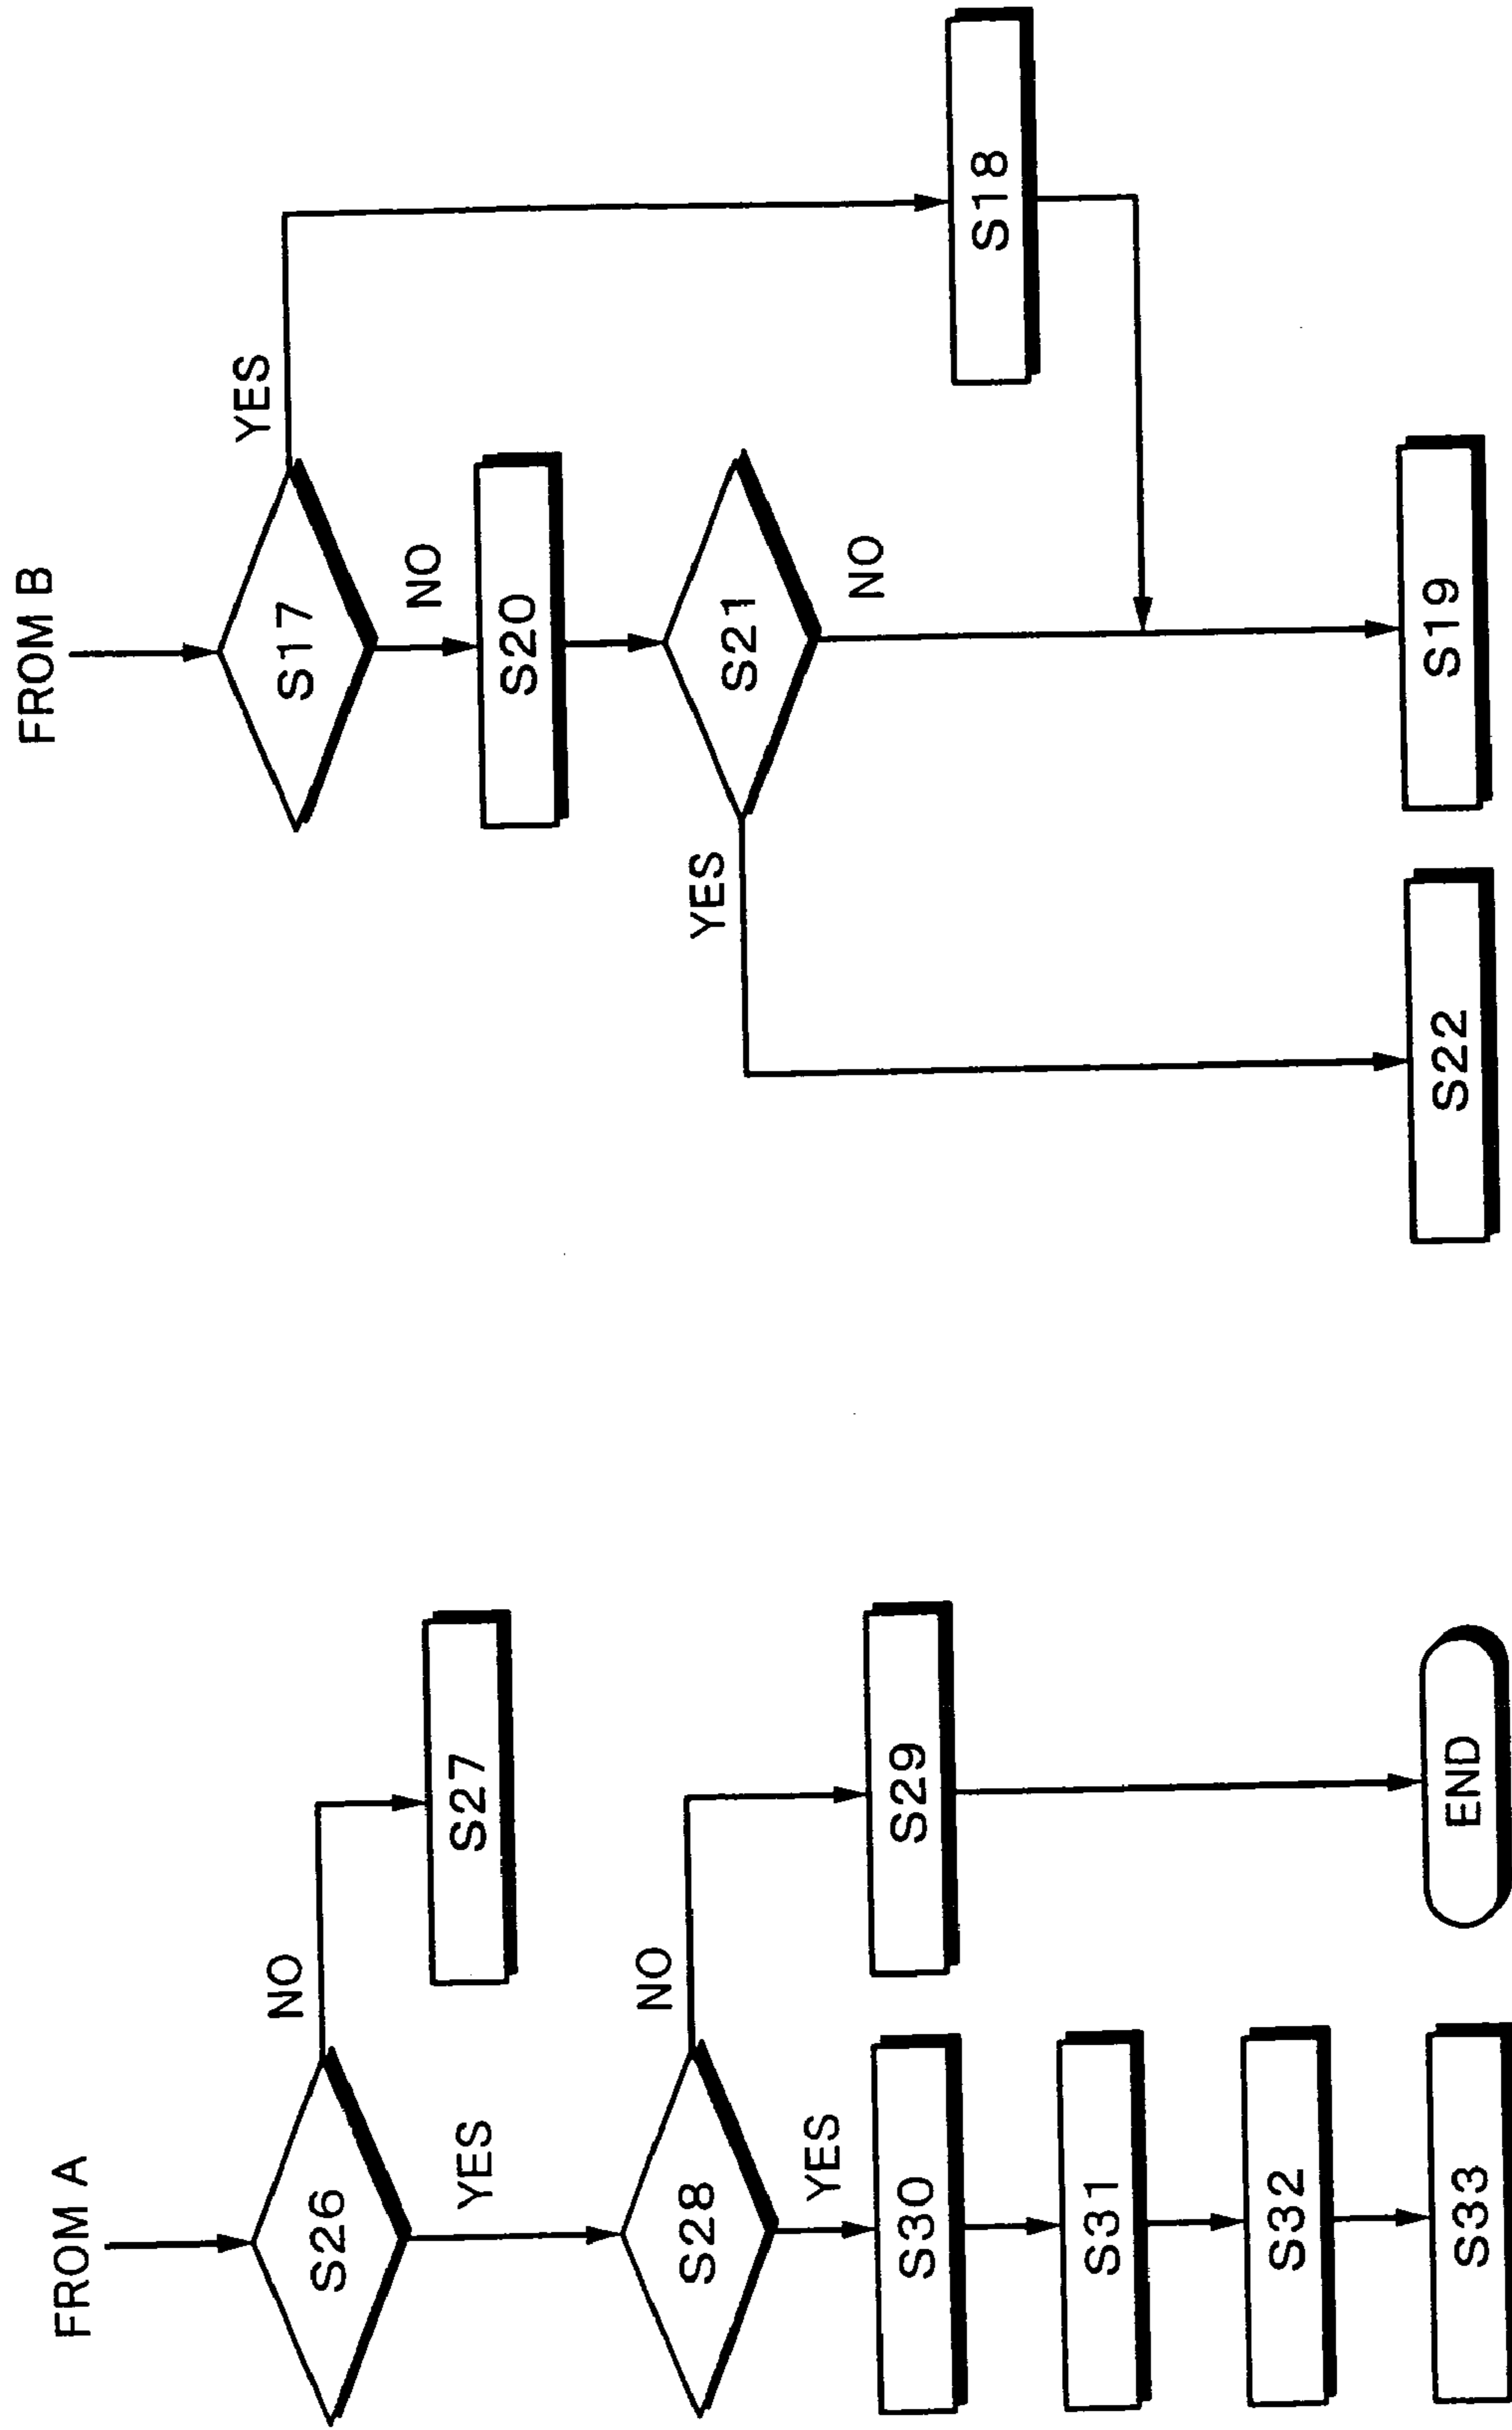 FROM A
S26
NO
YES
S27
S28
NO
YES
S29
S30
S31
S32
S33
END
FROM B
S17
YES
NO
S20
S21
YES
NO
S18
S22
S19